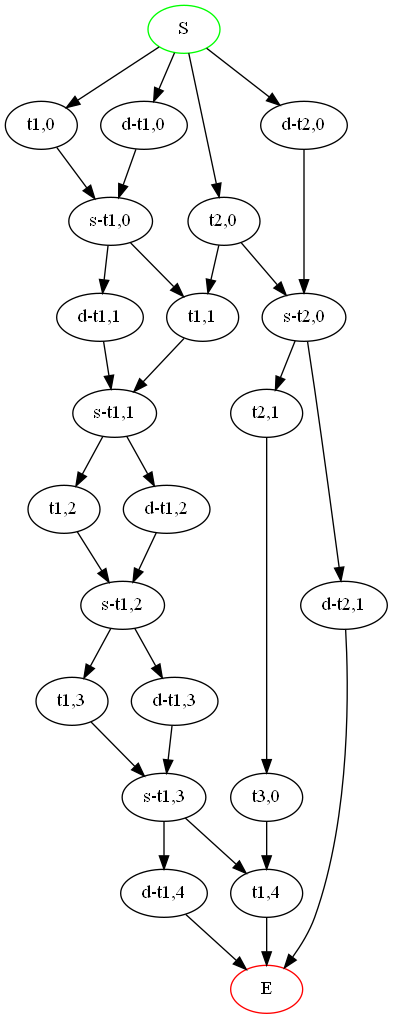 S
t1,0
d-t1,0
d-t2,0
s-t1,0
t2,0
d-t1,1
t1,1
s-t2,0
s-t1,1
t2,1
t1,2
d-t1,2
s-t1,2
d-t2,1
t1,3
d-t1,3
s-t1,3
t3,0
d-t1,4
t1,4
E